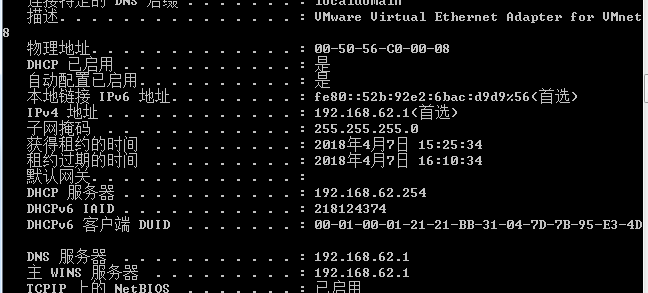 连接特定的 DNS 后缀 . . . . . . . : localdomain
描述. . . . . . . . . . . . . . . : VMware Virtual Ethernet Adapter for VMnet
8
物理地址. . . . . . . . . . . . . : 00-50-56-C0-00-08
DHCP 已启用 . . . . . . . . . . . : 是
自动配置已启用. . . . . . . . . . : 是
本地链接 IPv6 地址. . . . . . . . : fe80::52b:92e2:6bac:d9d9%56(首选)
IPv4 地址 . . . . . . . . . . . . : 192.168.62.1(首选)
子网掩码 . . . . . . . . . . . . : 255.255.255.0
获得租约的时间 . . . . . . . . . : 2018年4月7日 15:25:34
租约过期的时间 . . . . . . . . . : 2018年4月7日 16:10:34
默认网关. . . . . . . . . . . . . :
DHCP 服务器 . . . . . . . . . . . : 192.168.62.254
DHCPv6 IAID . . . . . . . . . . . : 218124374
DHCPv6 客户端 DUID . . . . . . . : 00-01-00-01-21-21-BB-31-04-7D-7B-95-E3-4D
DNS 服务器 . . . . . . . . . . . : 192.168.62.1
主 WINS 服务器 . . . . . . . . . : 192.168.62.1
TCPIP 上的 NetBIOS . . . . . . . : 已启用